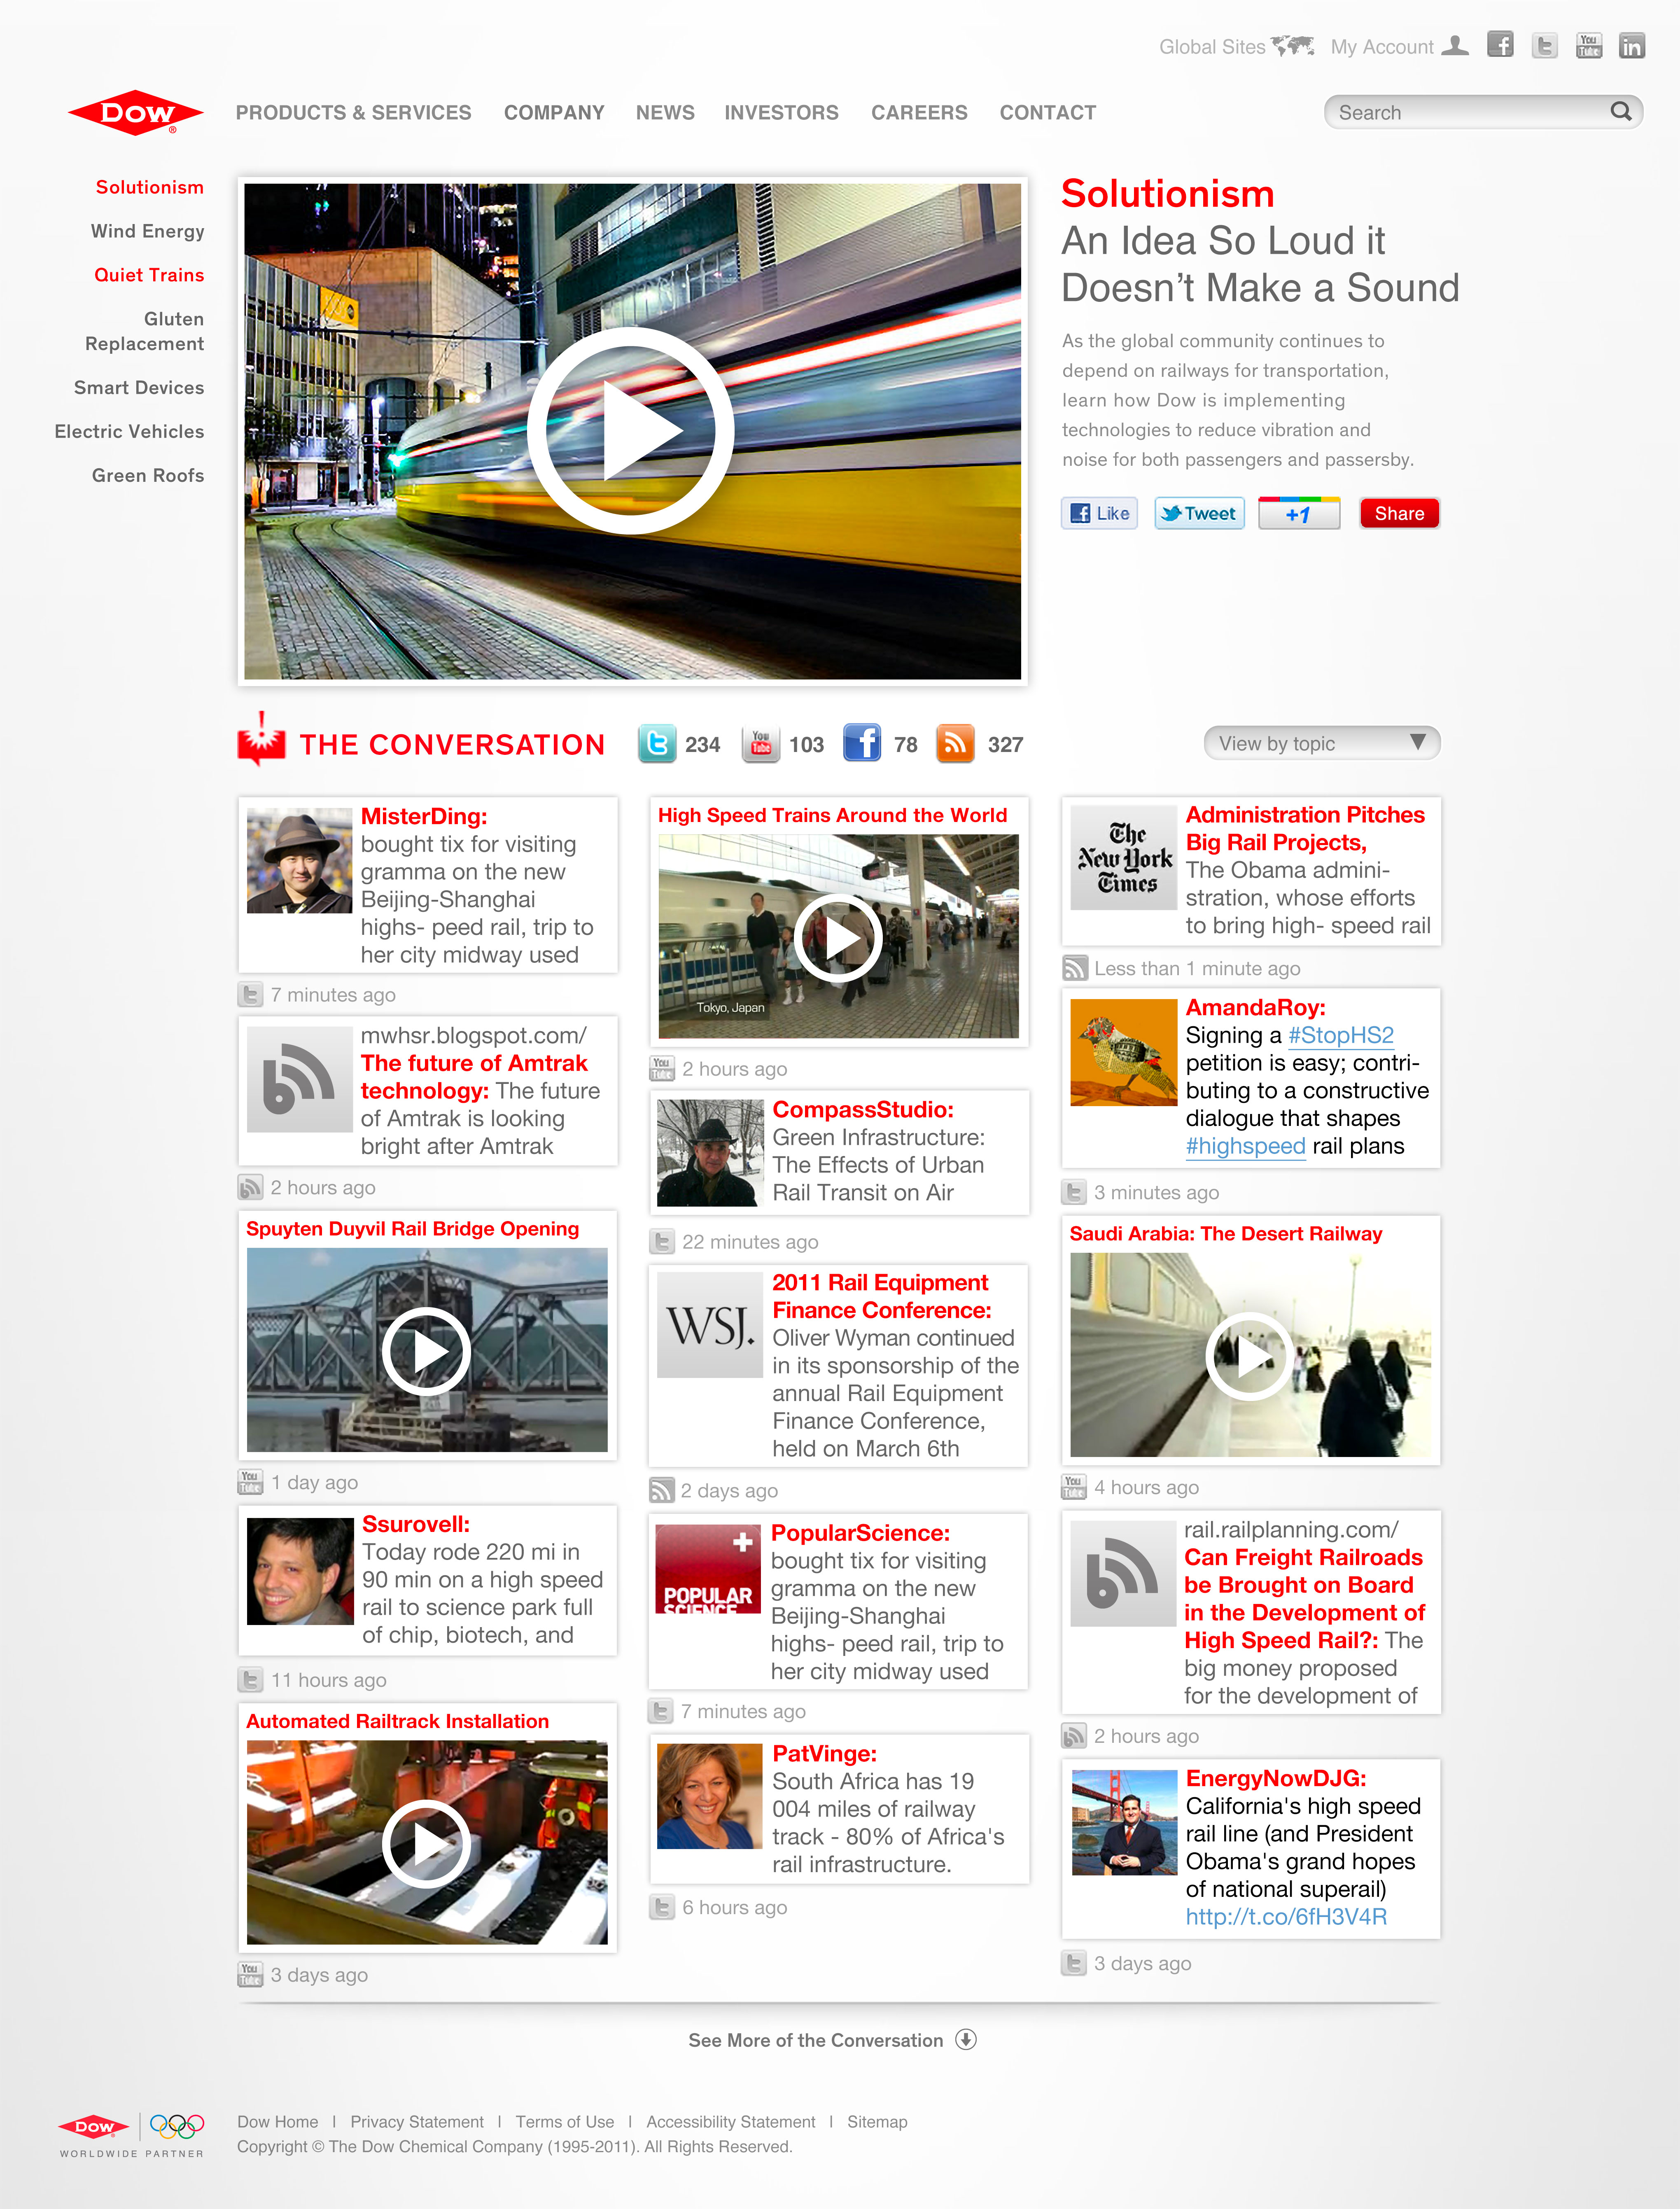 Global Sites My Account
You Tube
in
Dow
PRODUCTS & SERVICES COMPANY NEWS INVESTORS CAREERS CONTACT
Search
Solutionism
Wind Energy
Quiet Trains
Gluten
Replacement
Smart Devices
Electric Vehicles
Green Roofs
Solutionism
An Idea So Loud it
Doesn't Make a Sound
As the global community continues to
depend on railways for transportation,
learn how Dow is implementing
technologies to reduce vibration and
noise for both passengers and passersby.
Like Tweet +1 Share
THE CONVERSATION 234 You Tube 103 78 327
View by topic
MisterDing:
bought tix for visiting
gramma on the new
Beijing-Shanghai
highs- peed rail, trip to
her city midway used
7 minutes ago
mwhsr.blogspot.com/
The future of Amtrak
technology: The future
of Amtrak is looking
bright after Amtrak
2 hours ago
Spuyten Duyvil Rail Bridge Opening
You Tube
1 day ago
Ssurovell:
Today rode 220 mi in
90 min on a high speed
rail to science park full
of chip, biotech, and
11 hours ago
Automated Railtrack Installation
You Tube
3 days ago
High Speed Trains Around the World
Tokyo, Japan
You Tube
2 hours ago
CompassStudio:
Green Infrastructure:
The Effects of Urban
Rail Transit on Air
22 minutes ago
WSJ.
2011 Rail Equipment
Finance Conference:
Oliver Wyman continued
in its sponsorship of the
annual Rail Equipment
Finance Conference,
held on March 6th
2 days ago
POPULAR
SCIENCE
PopularScience:
bought tix for visiting
gramma on the new
Beijing-Shanghai
highs- peed rail, trip to
her city midway used
7 minutes ago
PatVinge:
South Africa has 19
004 miles of railway
track - 80% of Africa's
rail infrastructure.
6 hours ago
The
New York
Times
Administration Pitches
Big Rail Projects,
The Obama admini-
stration, whose efforts
to bring high- speed rail
Less than 1 minute ago
AmandaRoy:
Signing a #StopHS2
petition is easy; contri-
buting to a constructive
dialogue that shapes
#highspeed rail plans
3 minutes ago
Saudi Arabia: The Desert Railway
You Tube
4 hours ago
rail.railplanning.com/
Can Freight Railroads
be Brought on Board
in the Development of
High Speed Rail?: The
big money proposed
for the development of
2 hours ago
EnergyNowDJG:
California's high speed
rail line (and President
Obama's grand hopes
of national superail)
http://t.co/6fH3V4R
3 days ago
See More of the Conversation
Dow
WORLDWIDE PARTNER
Dow Home | Privacy Statement | Terms of Use | Accessibility Statement | Sitemap
Copyright © The Dow Chemical Company (1995-2011). All Rights Reserved.